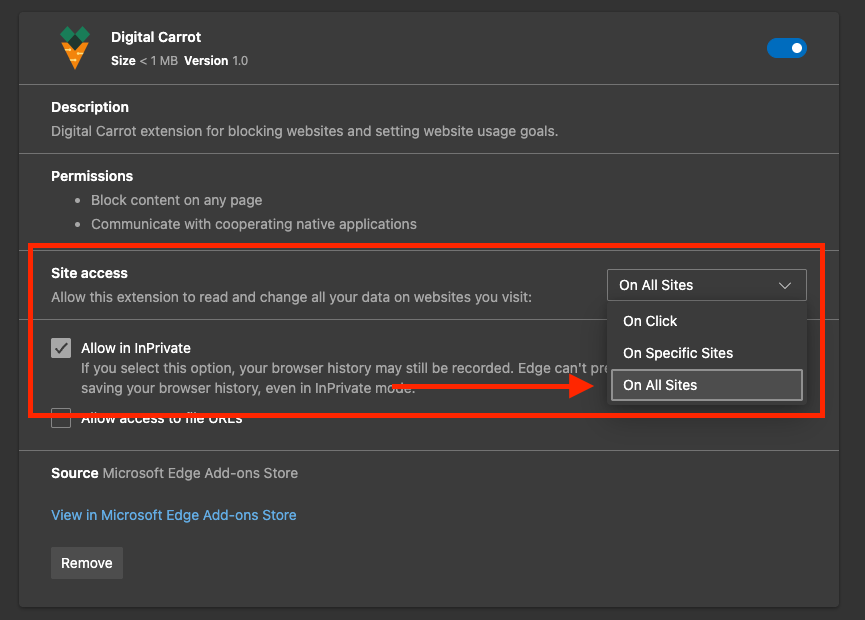 Digital Carrot
Size < 1 MB Version 1.0
Description
Digital Carrot extension for blocking websites and setting website usage goals.
Permissions
• Block content on any page
• Communicate with cooperating native applications
Site access
Allow this extension to read and change all your data on websites you visit:
On All Sites
On Click
On Specific Sites
On All Sites
Allow in InPrivate
If you select this option, your browser history may still be recorded. Edge can't pre
saving your browser history, even in InPrivate mode.
Allow access to file URLs
Source Microsoft Edge Add-ons Store
View in Microsoft Edge Add-ons Store
Remove